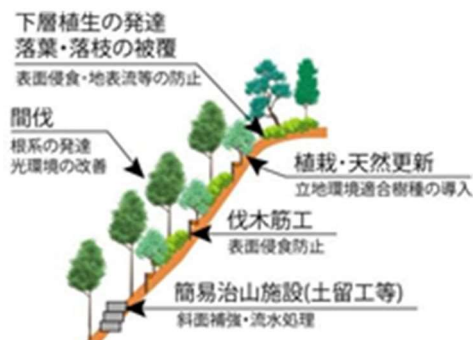 下層植生の発達
落葉・落枝の被覆
表面侵食・地表流等の防止
間伐
根系の発達
光環境の改善
植栽・天然更新
立地環境適合樹種の導入
伐木筋工
表面侵食防止
簡易治山施設(土留工等)
斜面補強・流水処理